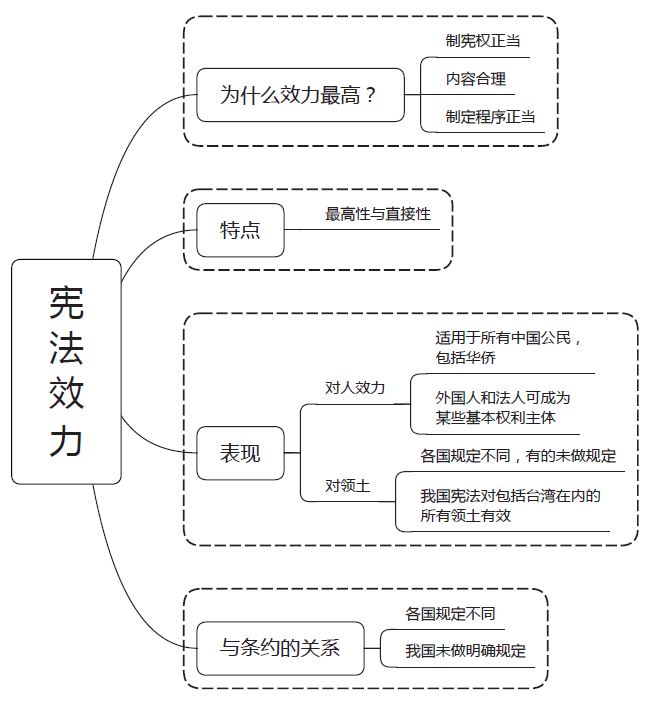 宪法效力
为什么效力最高？
制宪权正当
内容合理
制定程序正当
特点
最高性与直接性
表现
对人效力
适用于所有中国公民，
包括华侨
外国人和法人可成为
某些基本权利主体
对领土
各国规定不同，有的未做规定
我国宪法对包括台湾在内的
所有领土有效
与条约的关系
各国规定不同
我国未做明确规定